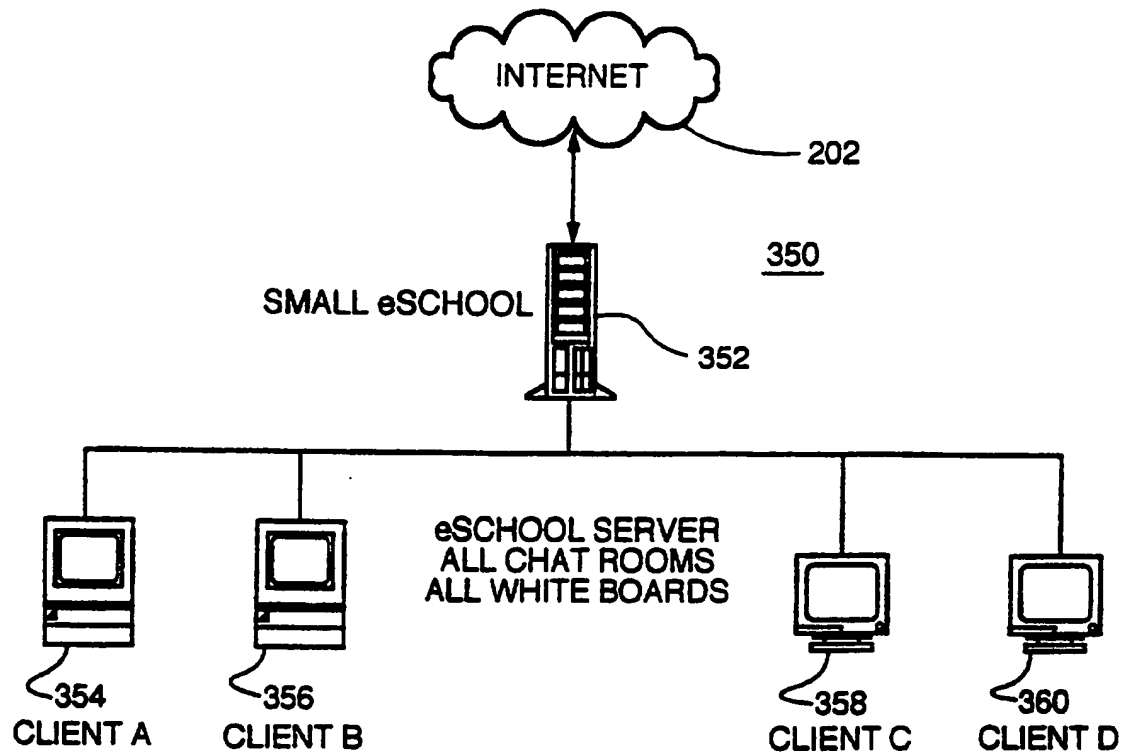 INTERNET
202
350
SMALL eSCHOOL
352
eSCHOOL SERVER
ALL CHAT ROOMS
ALL WHITE BOARDS
354
CLIENT A
356
CLIENT B
358
CLIENT C
360
CLIENT D